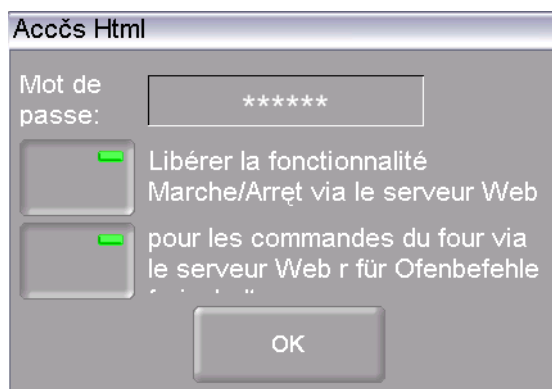 Accčs Html
Mot de
passe:
******
Libérer la fonctionnalité
Marche/Arręt via le serveur Web
pour les commandes du four via
le serveur Web r für Ofenbefehle
OK